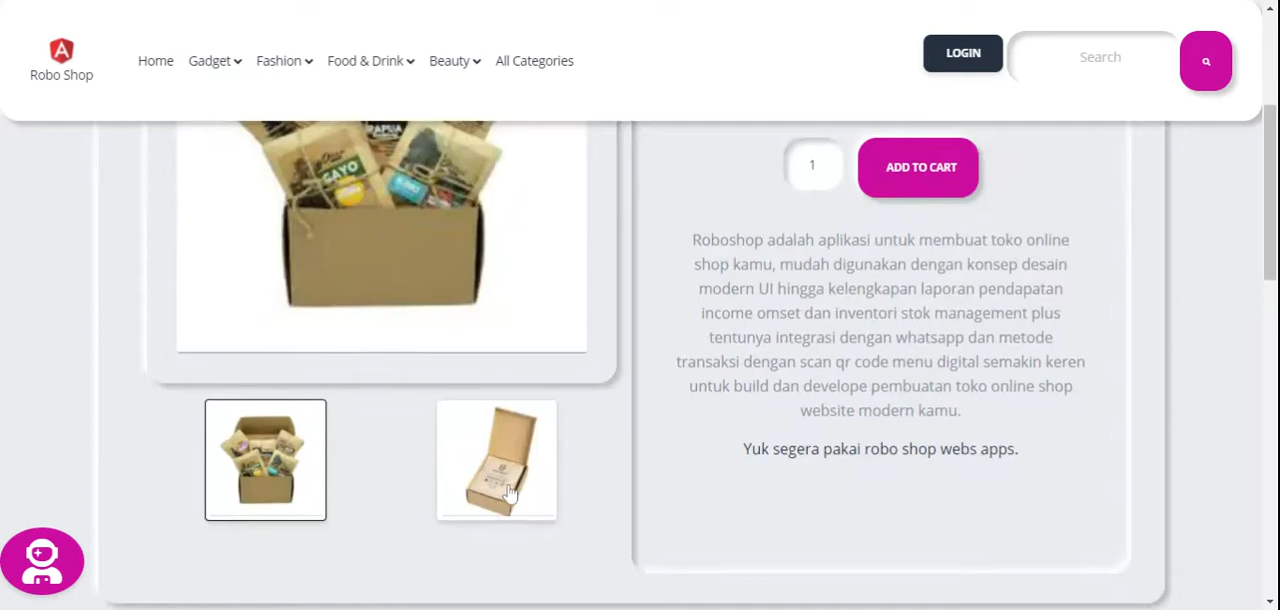 Robo Shop
Home Gadget Fashion Food & Drink Beauty All Categories
LOGIN
Search
PAPUA
GAYO
1
ADD TO CART
Roboshop adalah aplikasi untuk membuat toko online
shop kamu, mudah digunakan dengan konsep desain
modern UI hingga kelengkapan laporan pendapatan
income omset dan inventori stok management plus
tentunya integrasi dengan whatsapp dan metode
transaksi dengan scan qr code menu digital semakin keren
untuk build dan develope pembuatan toko online shop
website modern kamu.
Yuk segera pakai robo shop webs apps.